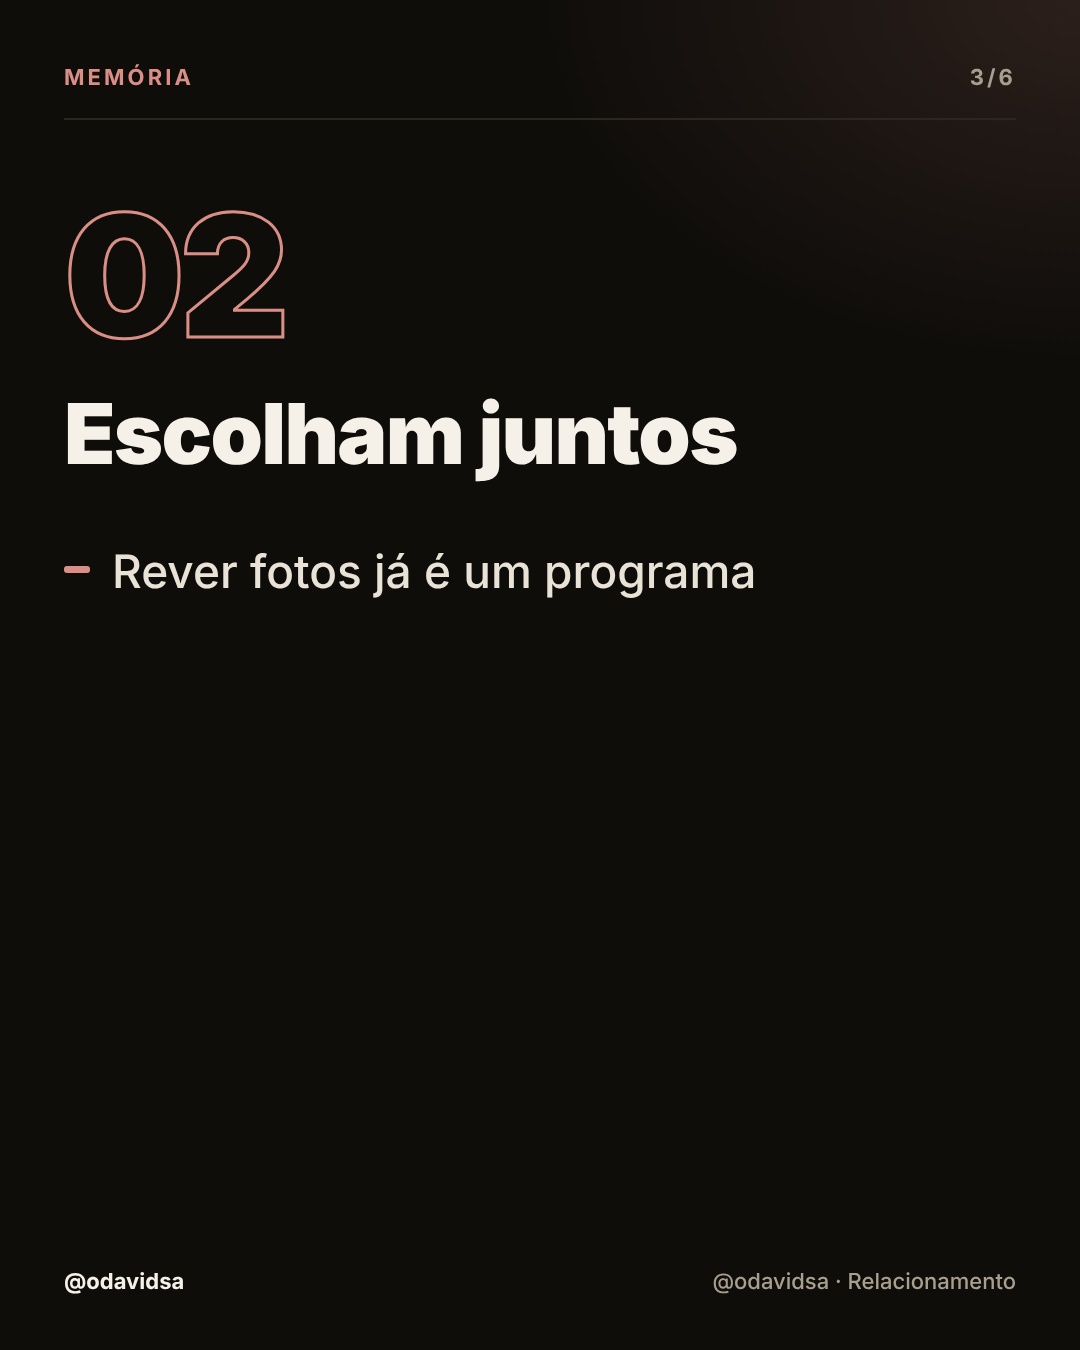 MEMÓRIA
3/6
02
Escolham juntos
Rever fotos já é um programa
@odavidsa
@odavidsa · Relacionamento